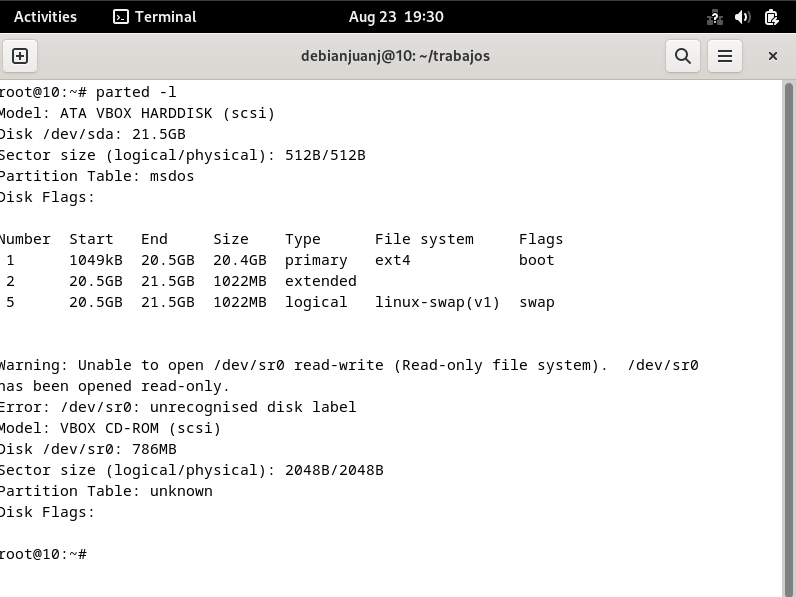 Activities Terminal Aug 23 19:30
debianjuanj@10: ~/trabajos
root@10:~# parted -l
Model: ATA VBOX HARDDISK (scsi)
Disk /dev/sda: 21.5GB
Sector size (logical/physical): 512B/512B
Partition Table: msdos
Disk Flags:
Number Start End Size Type File system Flags
1 1049kB 20.5GB 20.4GB primary ext4 boot
2 20.5GB 21.5GB 1022MB extended
5 20.5GB 21.5GB 1022MB logical linux-swap(v1) swap
Warning: Unable to open /dev/sr0 read-write (Read-only file system). /dev/sr0
has been opened read-only.
Error: /dev/sr0: unrecognised disk label
Model: VBOX CD-ROM (scsi)
Disk /dev/sr0: 786MB
Sector size (logical/physical): 2048B/2048B
Partition Table: unknown
Disk Flags:
root@10:~#